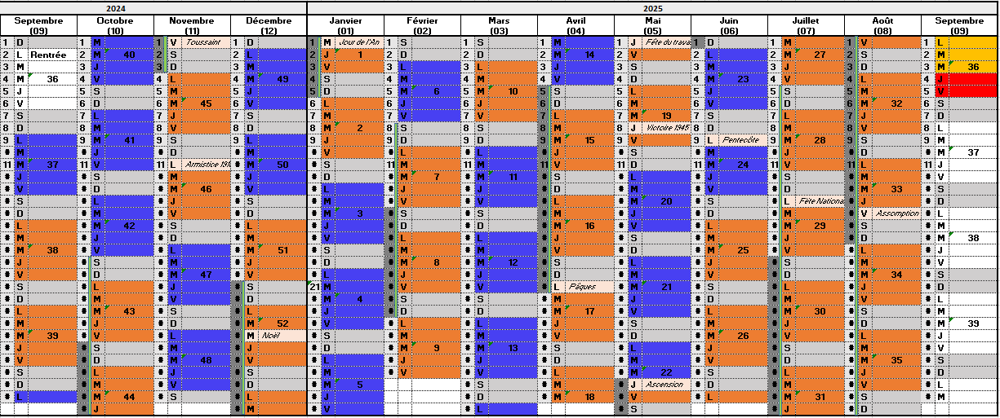 2024 2025
Septembre (09) Octobre (10) Novembre (11) Décembre (12) Janvier (01) Février (02) Mars (03) Avril (04) Mai (05) Juin (06) Juillet (07) Août (08) Septembre (09)
1 D 1 M 1 V Toussaint 1 D 1 M Jour de l'An 1 S 1 S 1 M 1 J Fête du travai D 1 M 1 V 1 L
2 L Rentrée 2 M 40 2 S 2 L 2 J 1 2 D 2 D 2 M 14 2 V 2 L 2 M 27 2 S 2 M
3 M 3 J 3 D 3 M 3 V 3 L 3 L 3 J 3 S 3 M 3 J 3 D 3 M 36
4 M 36 4 V 4 L 4 M 49 4 S 4 M 4 M 4 V 4 D 4 M 23 4 V 4 L 4 J
5 J 5 S 5 M 5 J 5 D 5 M 6 5 M 10 5 S 5 L 5 J 5 S 5 M 5 V
6 V 6 D 6 M 45 6 V 6 L 6 J 6 J 6 D 6 M 6 V 6 D 6 M 32 6 S
7 S 7 L 7 J 7 S 7 M 7 V 7 V 7 L 7 M 19 7 S 7 L 7 J 7 D
8 D 8 M 8 V 8 D 8 M 2 8 S 8 S 8 M 8 J Victoire 1945 8 D 8 M 8 V 8 L
9 L 9 M 41 9 S 9 L 9 J 9 D 9 D 9 M 15 9 V 9 L Pentecôte 9 M 28 9 S 9 M
# M # J # D # M # V # L # L # J # S # M # J # D # M 37
11 M 37 11 V 11 L Armistice 191 11 M 50 11 S 11 M 11 M 11 V 11 D 11 M 24 11 V 11 L 11 J
# J # S # M # J # D # M 7 # M 11 # S # L # J # S # M # V
# V # D # M 46 # V # L # J # J # D # M # V # D # M 33 # S
# S # L # J # S # M # V # V # L # M 20 # S # L Fête Nationa # J # D
# D # M # V # D # M 3 # S # S # M # J # D # M # V Assomption # L
# L # M 42 # S # L # J # D # D # M 16 # V # L # M 29 # S # M
# M # J # D # M # V # L # L # J # S # M # J # D # M 38
# M 38 # V # L # M 51 # S # M # M # V # D # M 25 # V # L # J
# J # S # M # J # D # M 8 # M 12 # S # L # J # S # M # V
# V # D # M 47 # V # L # J # J # D # M # V # D # M 34 # S
# S # L # J # S 21 M # V # V # L Pâques # M 21 # S # L # J # D
# D # M # V # D # M 4 # S # S # M # J # D # M # V # L
# L # M 43 # S # L # J # D # D # M 17 # V # L # M 30 # S # M
# M # J # D # M 52 # V # L # L # J # S # M # J # D # M 39
# M 39 # V # L # M Noël # S # M # M # V # D # M 26 # V # L # J
# J # S # M # J # D # M 9 # M 13 # S # L # J # S # M # V
# V # D # M 48 # V # L # J # J # D # M # V # D # M 35 # S
# S # L # J # S # M # V # V # L # M 22 # S # L # J # D
# D # M # V # D # M 5 # S # M # J Ascension # D # M # V # L
# L # M 44 # S # L # J # D # M 18 # V # L # M 31 # S # M
# J # M # V # L # S # J # D